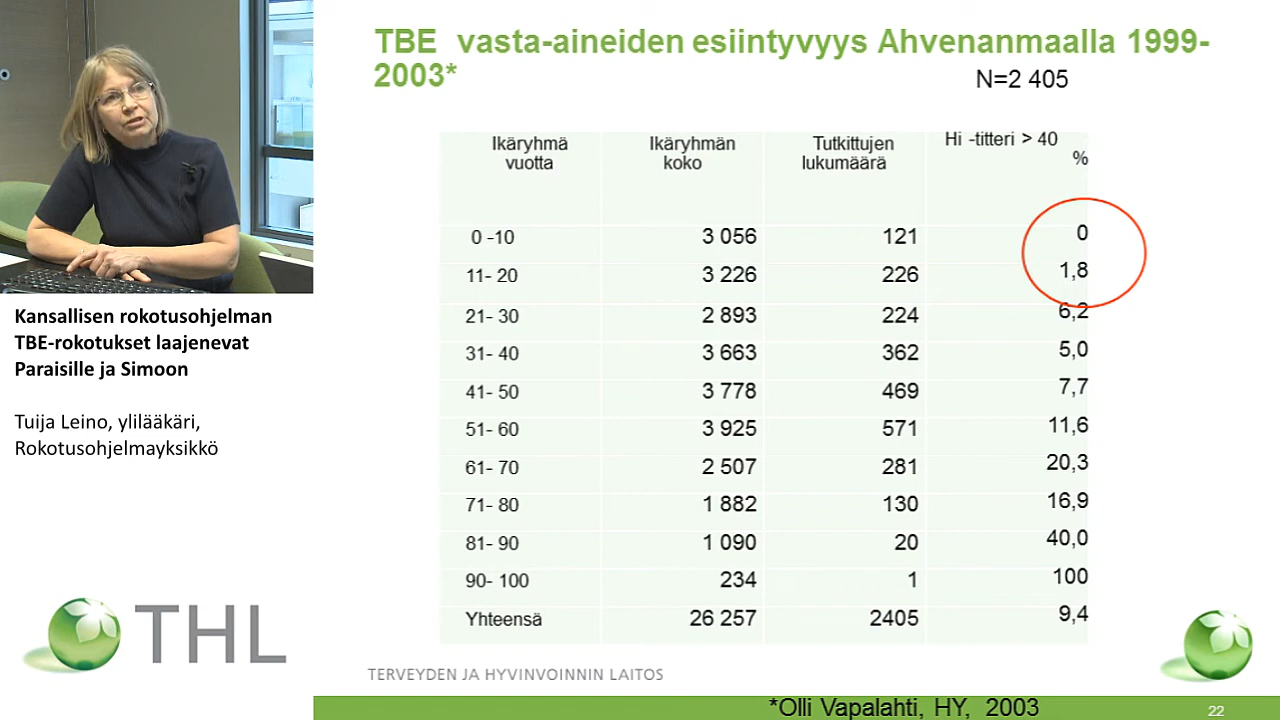 TBE vasta-aineiden esiintyvyys Ahvenanmaalla 1999-
2003*
N=2 405
Ikäryhmä vuotta Ikäryhmän koko Tutkittujen lukumäärä Hi -titteri > 40 %
0 -10 3 056 121 0
11- 20 3 226 226 1,8
21- 30 2 893 224 6,2
31- 40 3 663 362 5,0
41- 50 3 778 469 7,7
51- 60 3 925 571 11,6
61- 70 2 507 281 20,3
71- 80 1 882 130 16,9
81- 90 1 090 20 40,0
90- 100 234 1 100
Yhteensä 26 257 2405 9,4
Kansallisen rokotusohjelman
TBE-rokotukset laajenevat
Paraisille ja Simoon
Tuija Leino, ylilääkäri,
Rokotusohjelmayksikkö
THL
TERVEYDEN JA HYVINVOINNIN LAITOS
*Olli Vapalahti, HY, 2003
22